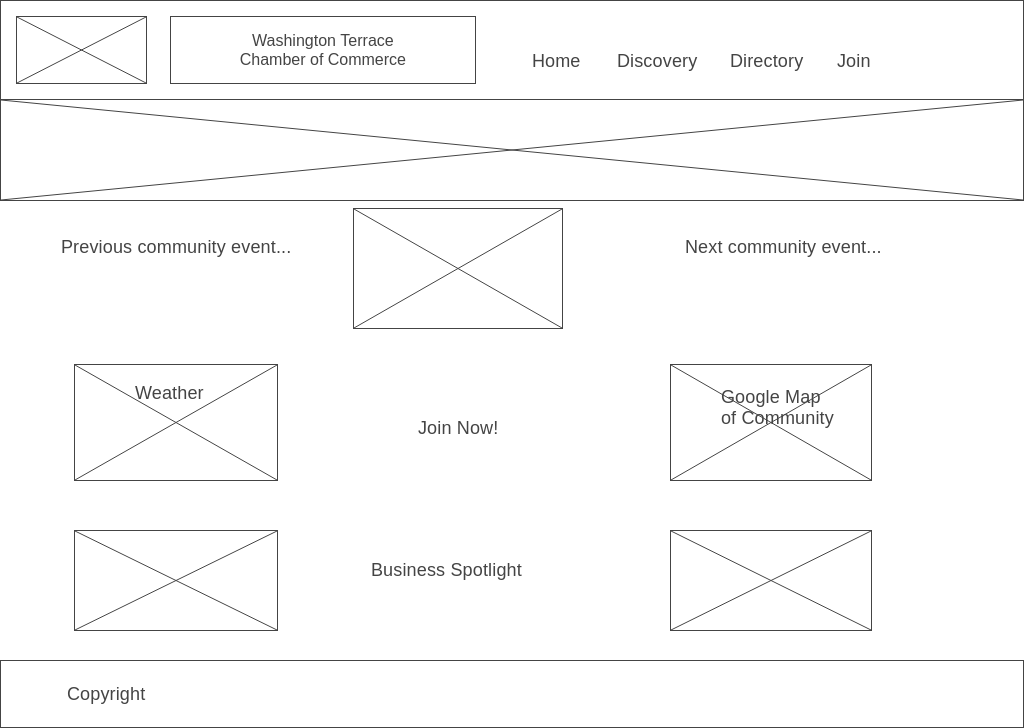 Washington Terrace
Chamber of Commerce
Home Discovery Directory Join
Previous community event...
Next community event...
Weather
Join Now!
Google Map
of Community
Business Spotlight
Copyright